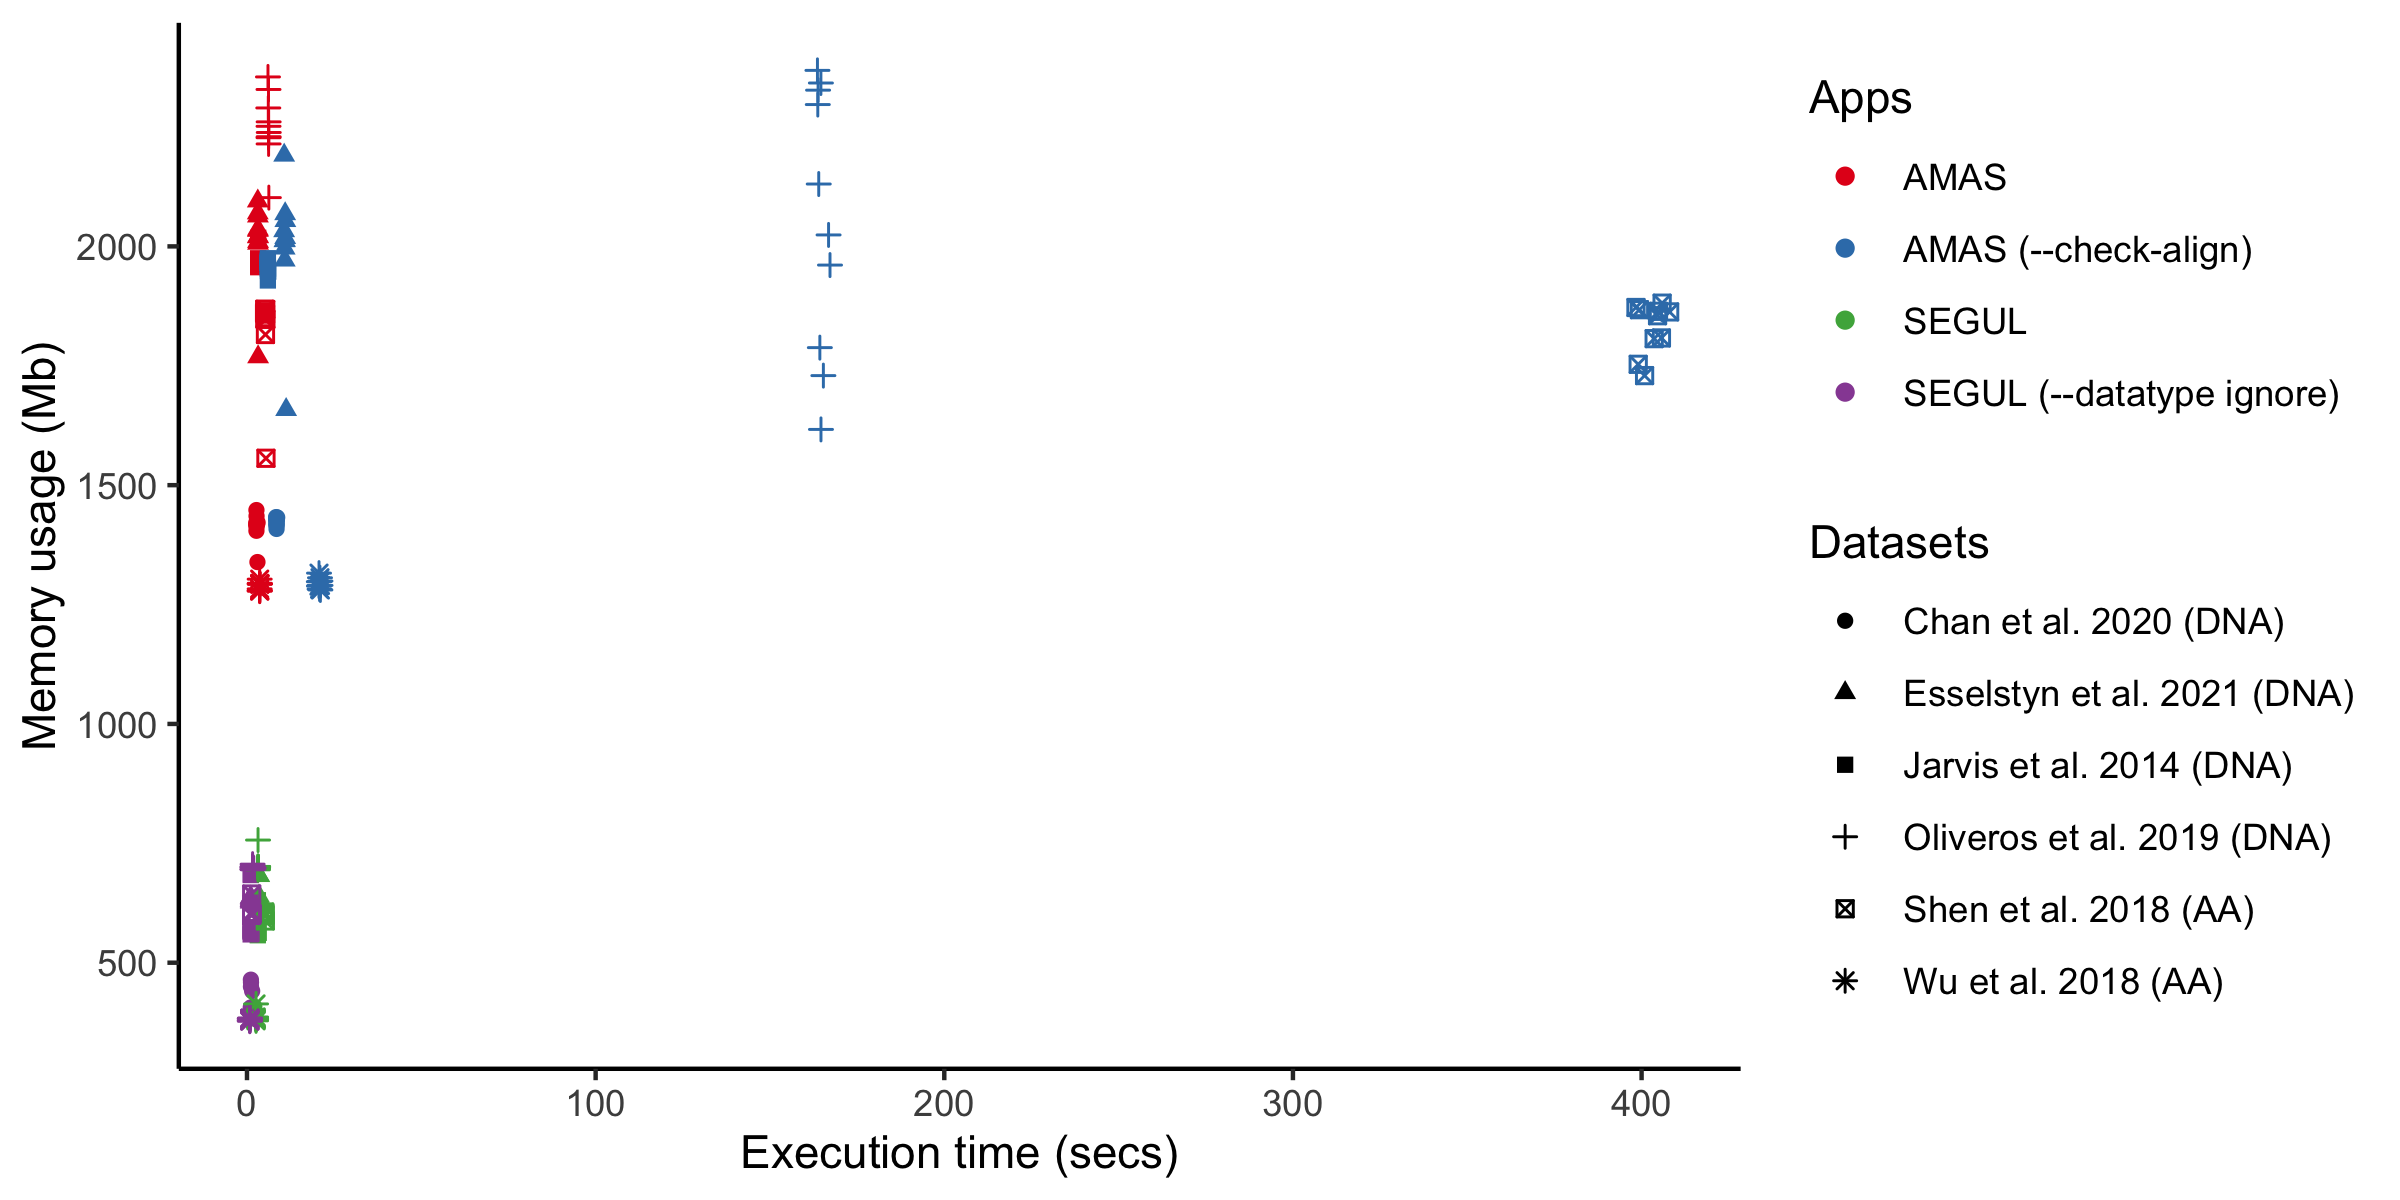 Memory usage (Mb)
2000
1500
1000
500
0
100
200
300
400
Execution time (secs)
Apps
AMAS
AMAS (--check-align)
SEGUL
SEGUL (--datatype ignore)
Datasets
Chan et al. 2020 (DNA)
Esselstyn et al. 2021 (DNA)
Jarvis et al. 2014 (DNA)
Oliveros et al. 2019 (DNA)
Shen et al. 2018 (AA)
Wu et al. 2018 (AA)